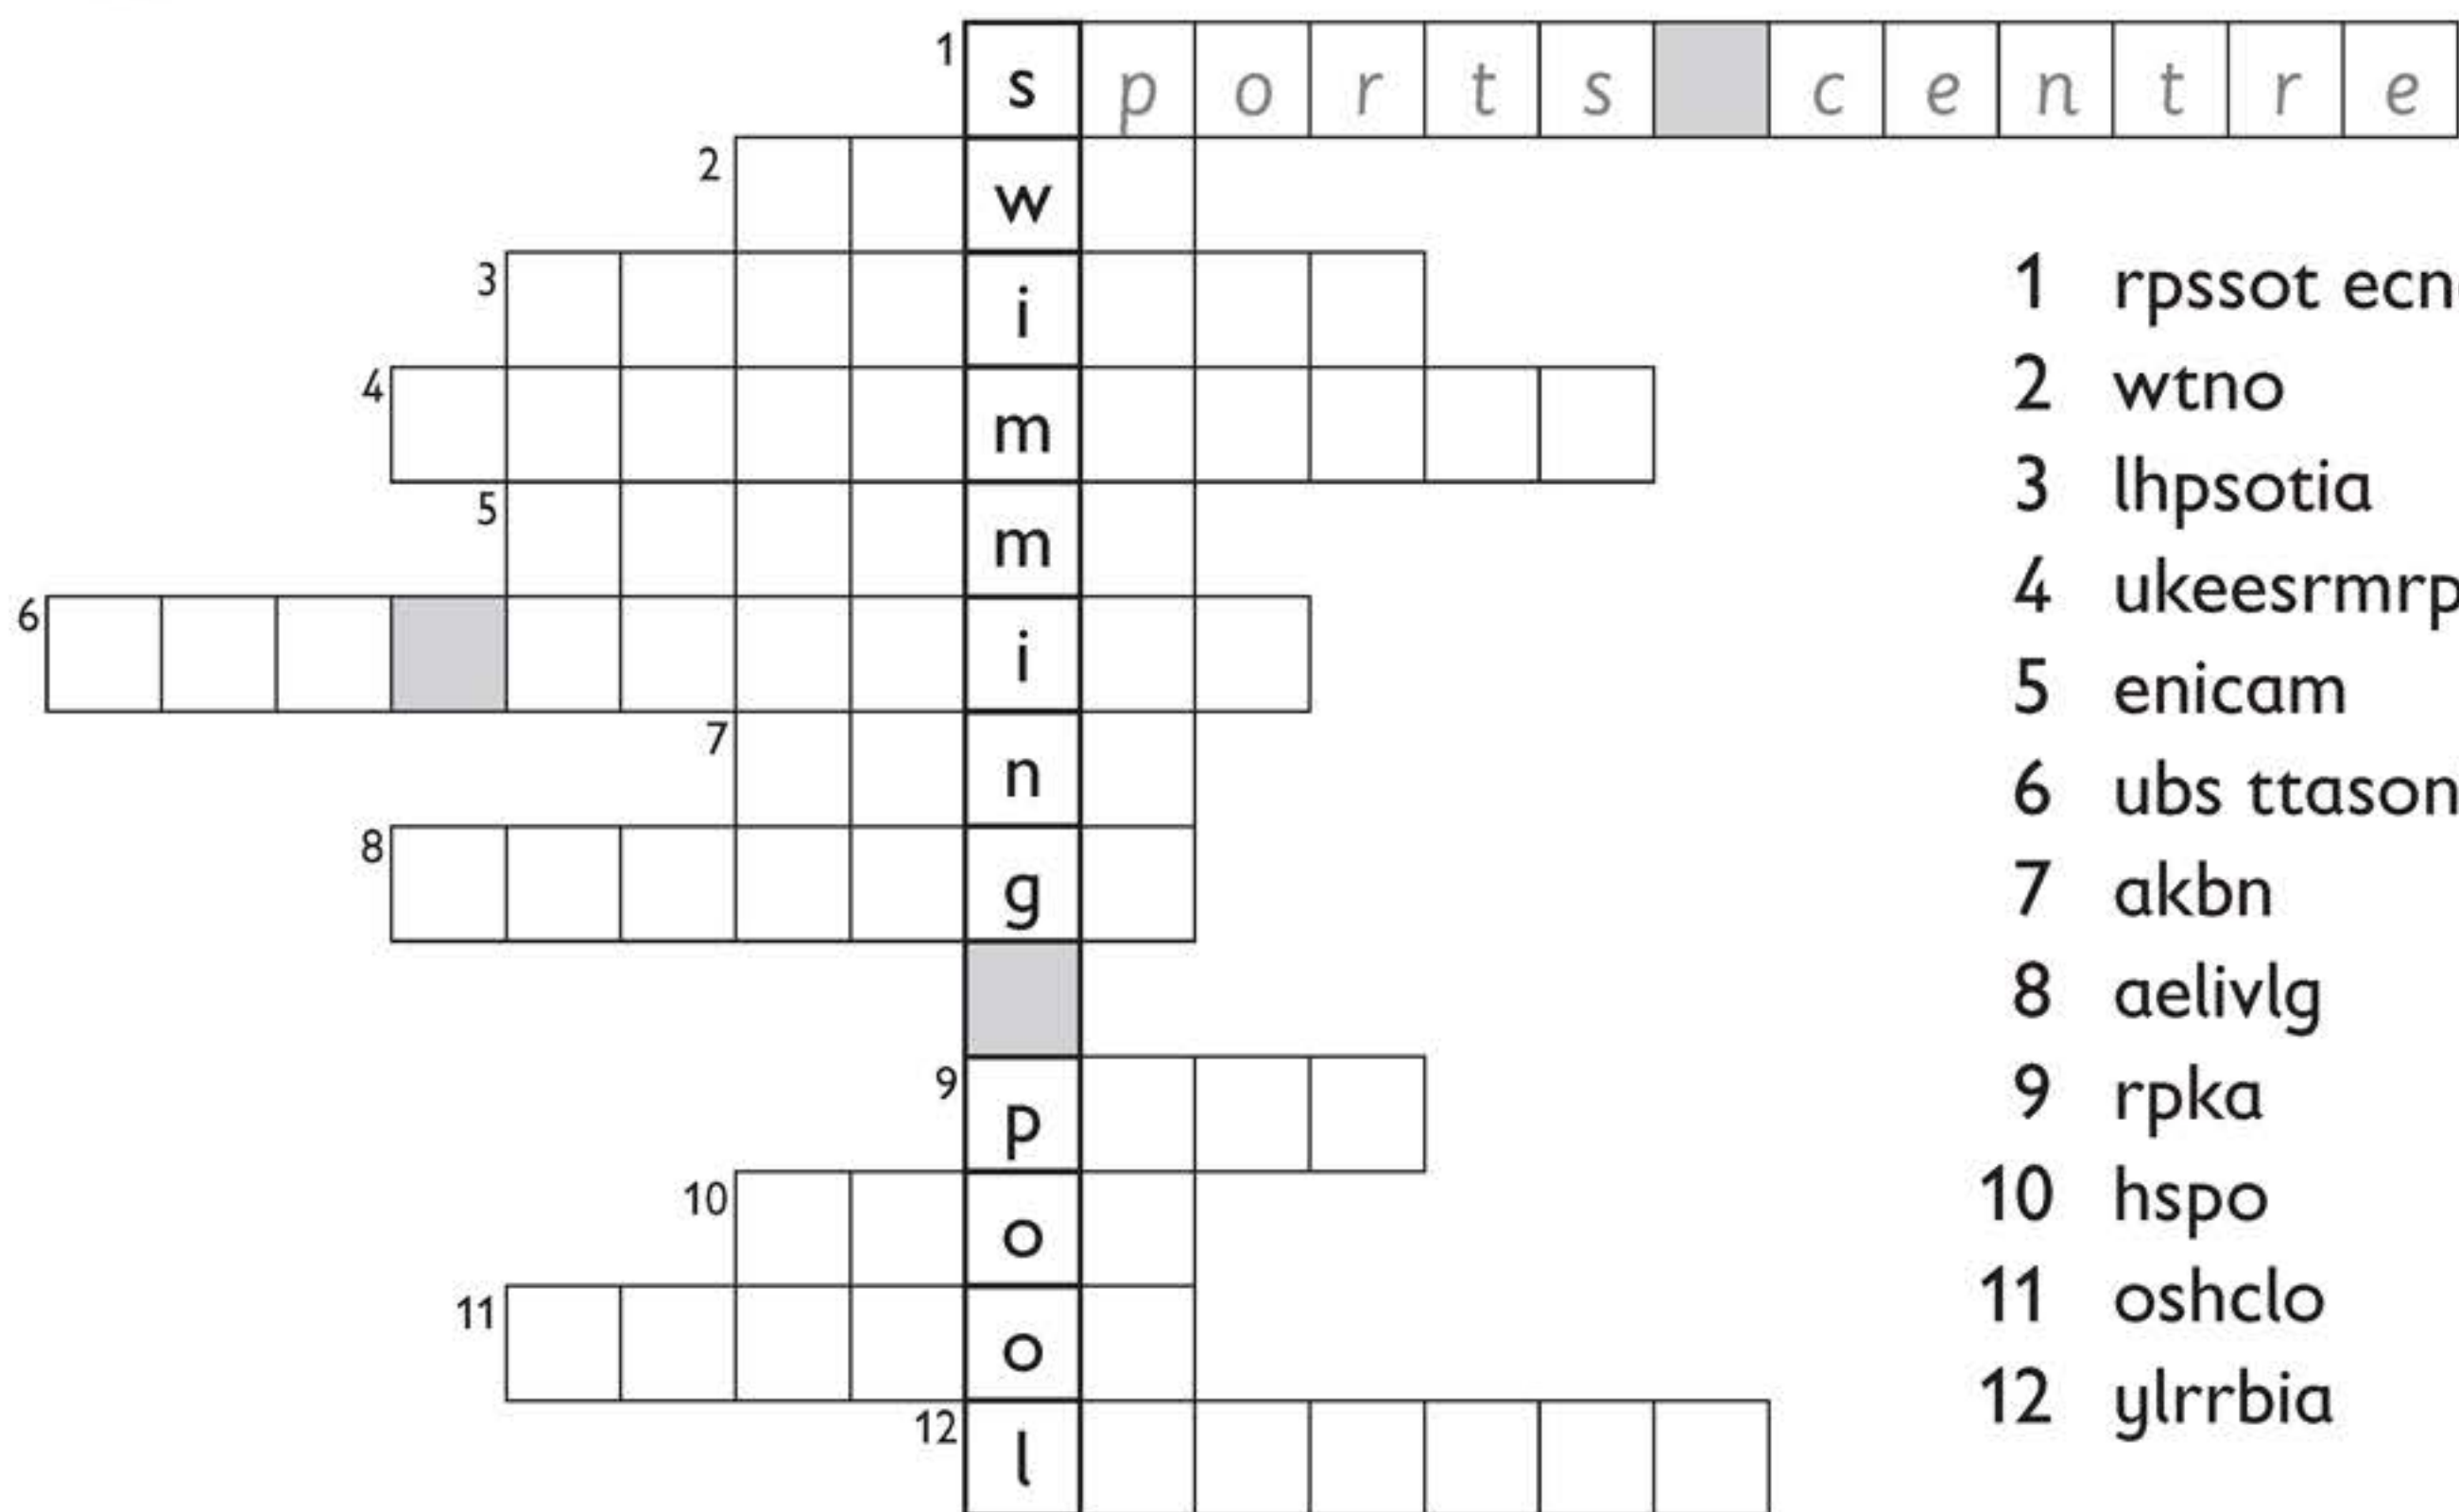 1 s p o r t s c e n t r e
2 w
3 i
4 m
5 m
6 i
7 n
8 g
9 p
10 o
11 o
12 l
1 rpssot ecn
2 wtno
3 lhpsotia
4 ukeesrmrp
5 enicam
6 ubs ttason
7 akbn
8 aelivlg
9 rpka
10 hspo
11 oshclo
12 ylrrbia